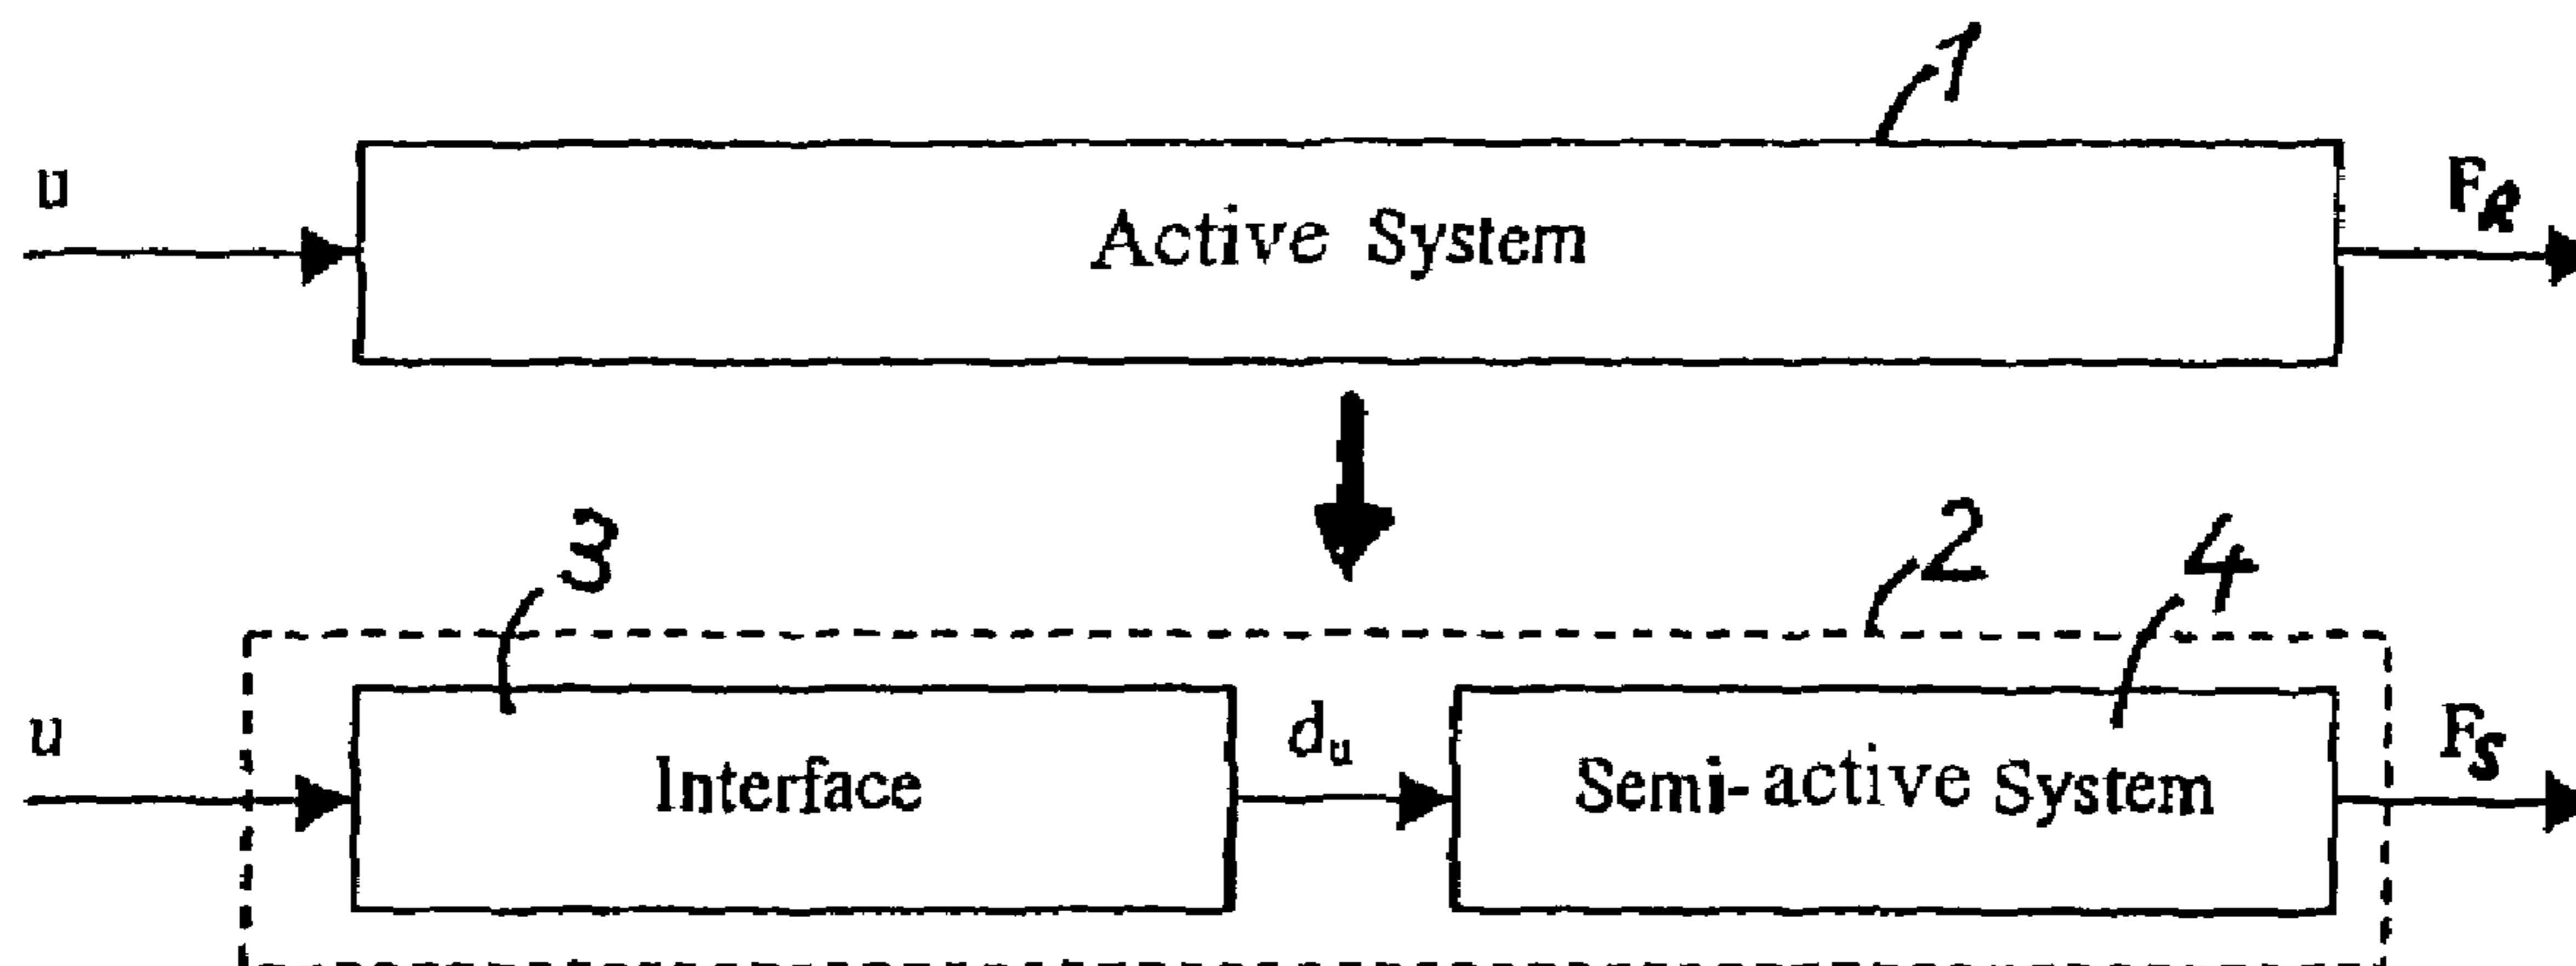 1
u
Active System
F_R
3
2
4
u
Interface
d_u
Semi-active System
F_S